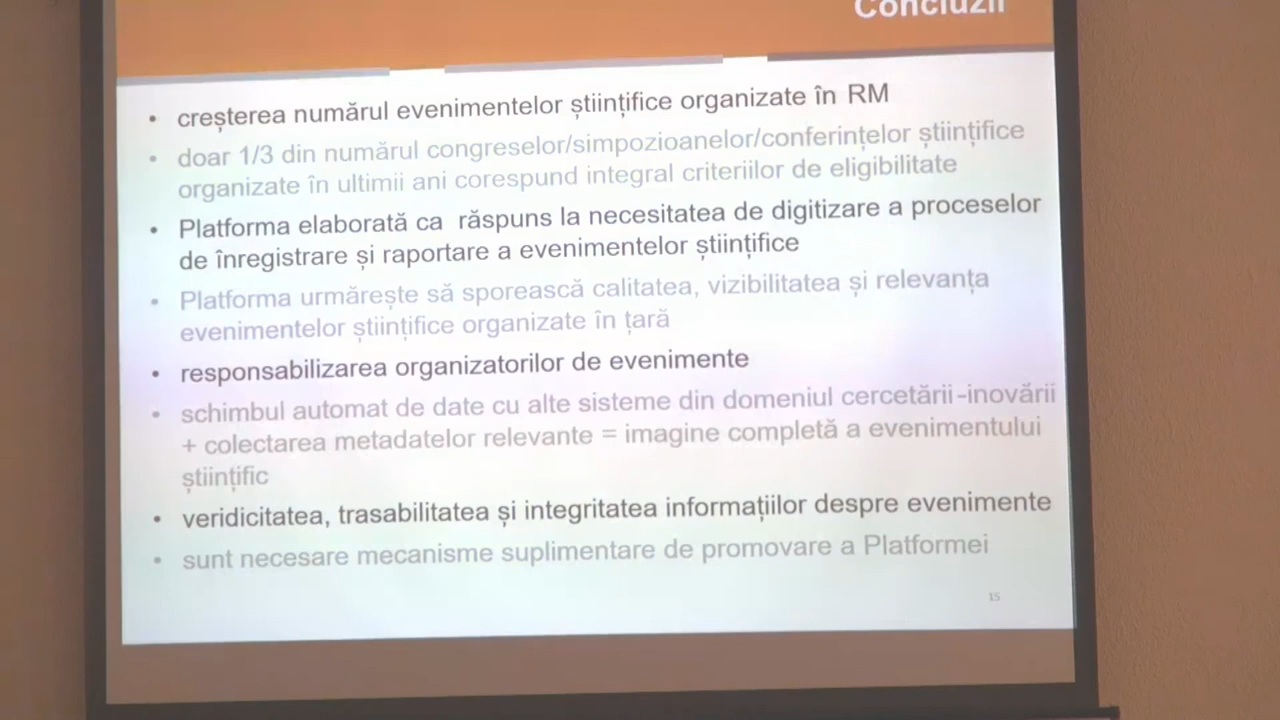 Concluzii
• creșterea numărul evenimentelor științifice organizate în RM
• doar 1/3 din numărul congreselor/simpozioanelor/conferințelor științifice
organizate în ultimii ani corespund integral criteriilor de eligibilitate
• Platforma elaborată ca răspuns la necesitatea de digitizare a proceselor
de înregistrare și raportare a evenimentelor științifice
• Platforma urmărește să sporească calitatea, vizibilitatea și relevanța
evenimentelor științifice organizate în țară
• responsabilizarea organizatorilor de evenimente
• schimbul automat de date cu alte sisteme din domeniul cercetării-inovării
+ colectarea metadatelor relevante = imagine completă a evenimentului
științific
• veridicitatea, trasabilitatea și integritatea informațiilor despre evenimente
• sunt necesare mecanisme suplimentare de promovare a Platformei
15